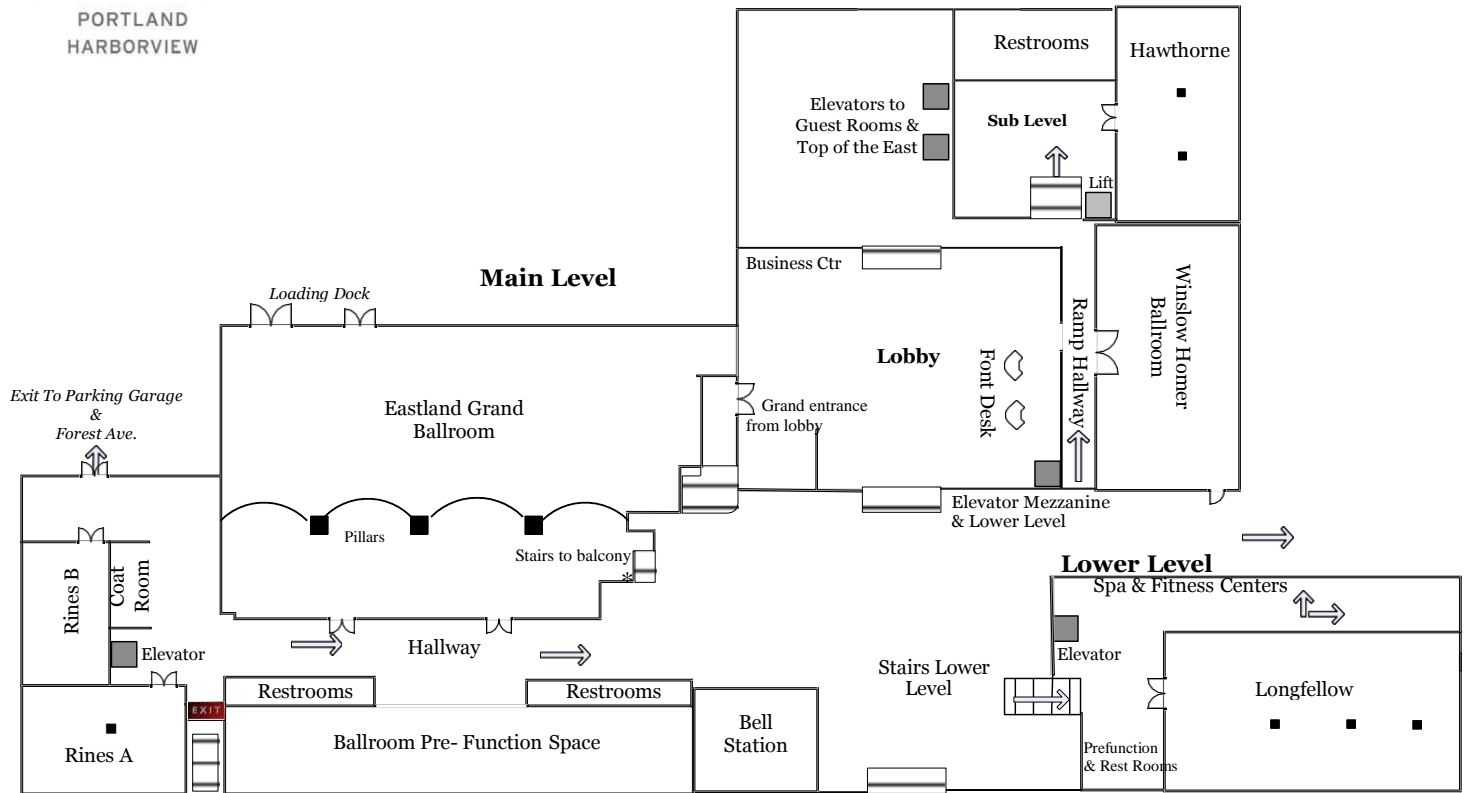 PORTLAND
HARBORVIEW
Restrooms
Hawthorne
Elevators to
Guest Rooms &
Top of the East
Sub Level
Lift
Main Level
Business Ctr
Loading Dock
Lobby
Font Desk
Ramp Hallway
Winslow Homer
Ballroom
Exit To Parking Garage
&
Forest Ave.
Eastland Grand
Ballroom
Grand entrance
from lobby
Elevator Mezzanine
& Lower Level
Pillars
Stairs to balcony
*
Lower Level
Spa & Fitness Centers
Rines B
Coat
Room
Elevator
Hallway
Elevator
Stairs Lower
Level
Restrooms
Restrooms
Longfellow
EXIT
Rines A
Ballroom Pre- Function Space
Bell
Station
Prefunction
& Rest Rooms